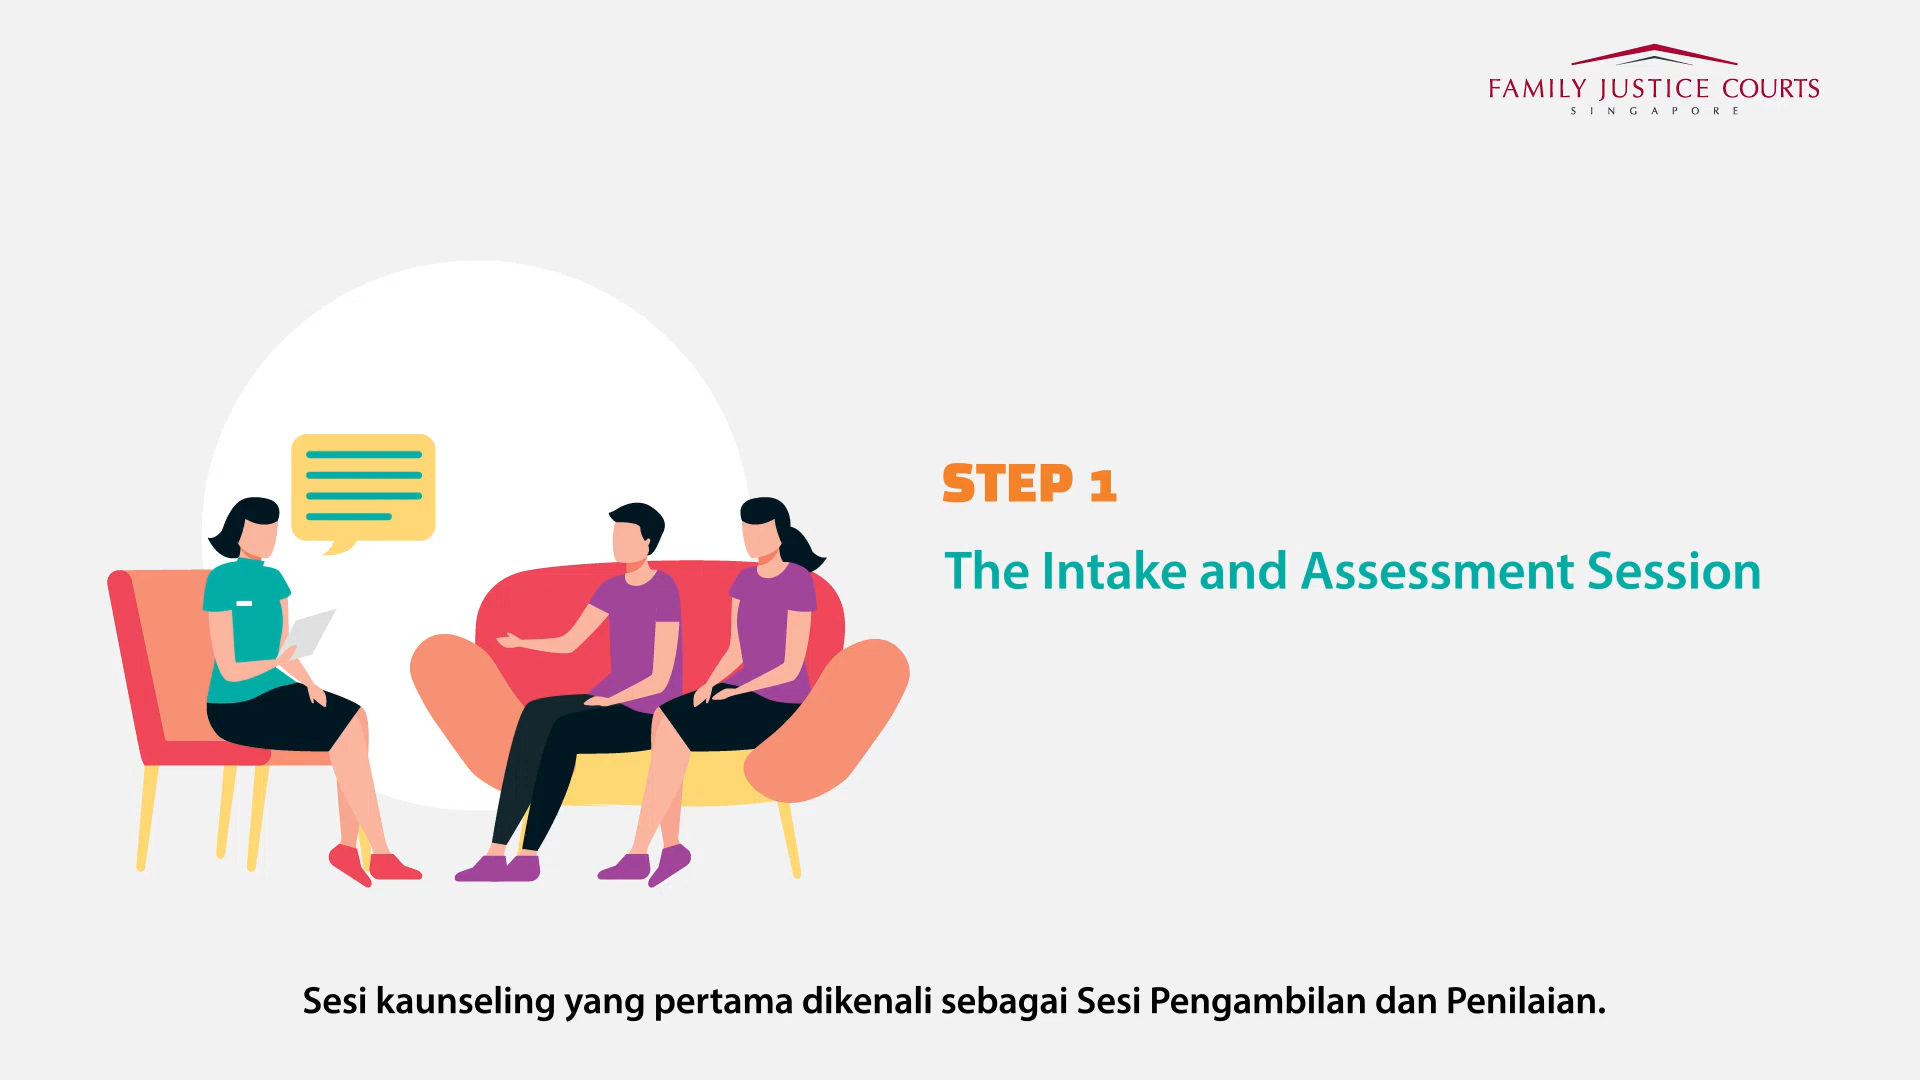 FAMILY JUSTICE COURTS
SINGAPORE
STEP 1
The Intake and Assessment Session
Sesi kaunseling yang pertama dikenali sebagai Sesi Pengambilan dan Penilaian.